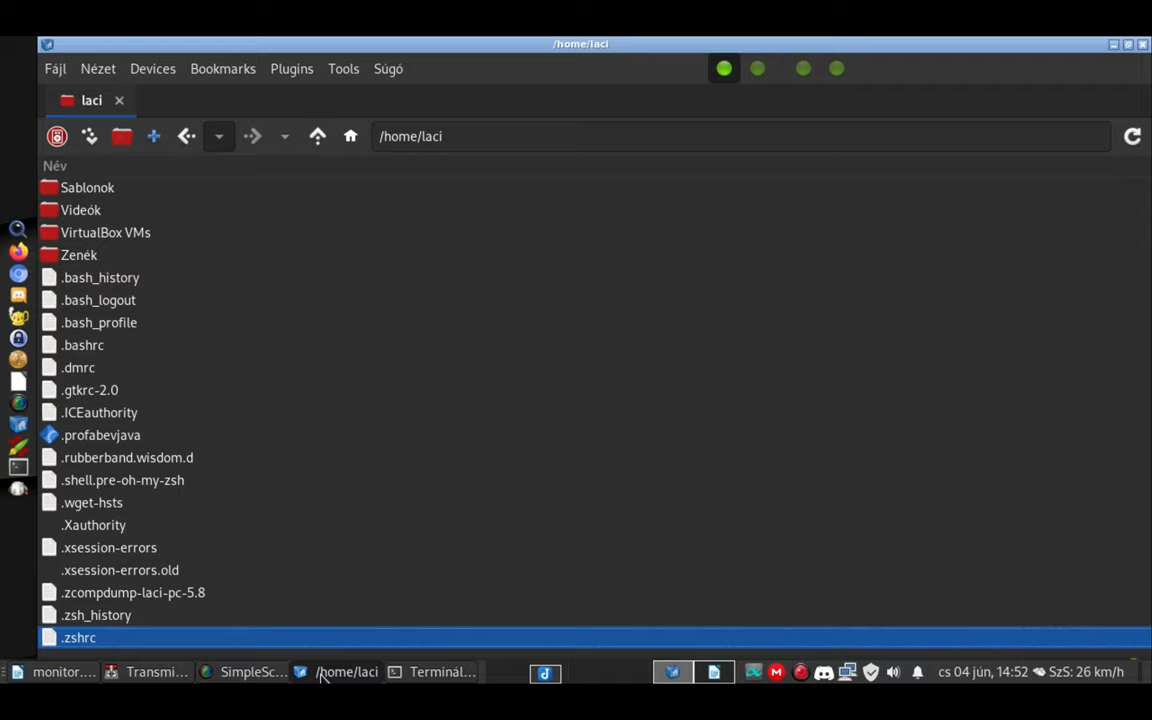 /home/laci
Fájl Nézet Devices Bookmarks Plugins Tools Súgó
laci
/home/laci
Név
Sablonok
Videók
VirtualBox VMs
Zenék
.bash_history
.bash_logout
.bash_profile
.bashrc
.dmrc
.gtkrc-2.0
.ICEauthority
.profabevjava
.rubberband.wisdom.d
.shell.pre-oh-my-zsh
.wget-hsts
.Xauthority
.xsession-errors
.xsession-errors.old
.zcompdump-laci-pc-5.8
.zsh_history
.zshrc
monitor.... Transmi... SimpleSc... /home/laci Terminál... cs 04 jún, 14:52 SzS: 26 km/h